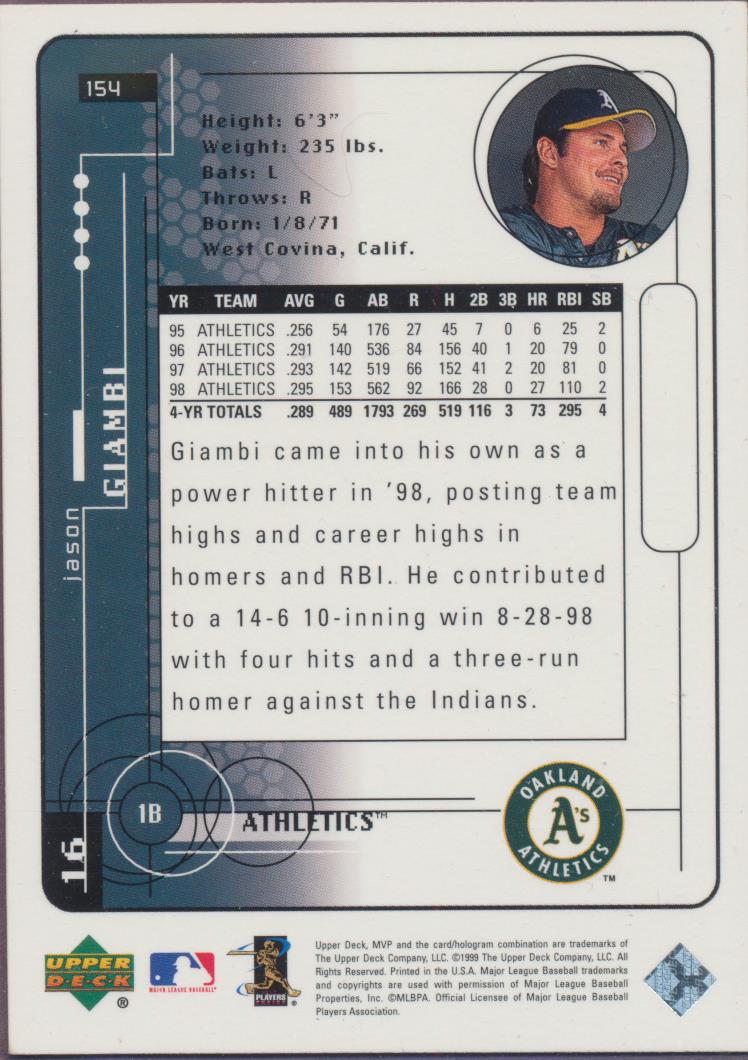 154
Height: 6'3"
Weight: 235 lbs.
Bats: L
Throws: R
Born: 1/8/71
West Covina, Calif.
A
YR TEAM AVG G AB R H 2B 3B HR RBI SB
95 ATHLETICS .256 54 176 27 45 7 0 6 25 2
96 ATHLETICS .291 140 536 84 156 40 1 20 79 0
97 ATHLETICS .293 142 519 66 152 41 2 20 81 0
98 ATHLETICS .295 153 562 92 166 28 0 27 110 2
4-YR TOTALS .289 489 1793 269 519 116 3 73 295 4
jason GIAMBI
Giambi came into his own as a
power hitter in '98, posting team
highs and career highs in
homers and RBI. He contributed
to a 14-6 10-inning win 8-28-98
with four hits and a three-run
homer against the Indians.
16
1B
ATHLETICS™
OAKLAND
A's
ATHLETICS
™
UPPER
D·E·C·K
®
MAJOR LEAGUE BASEBALL
PLAYERS
CHOICE
Upper Deck, MVP and the card/hologram combination are trademarks of
The Upper Deck Company, LLC. ©1999 The Upper Deck Company, LLC. All
Rights Reserved. Printed in the U.S.A. Major League Baseball trademarks
and copyrights are used with permission of Major League Baseball
Properties, Inc. ©MLBPA. Official Licensee of Major League Baseball
Players Association.